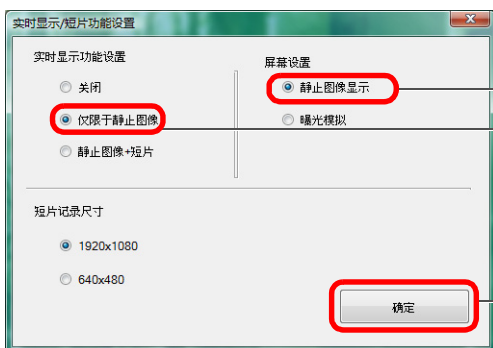 实时显示/短片功能设置
实时显示功能设置
关闭
仅限于静止图像
静止图像+短片
屏幕设置
静止图像显示
曝光模拟
短片记录尺寸
1920x1080
640x480
确定